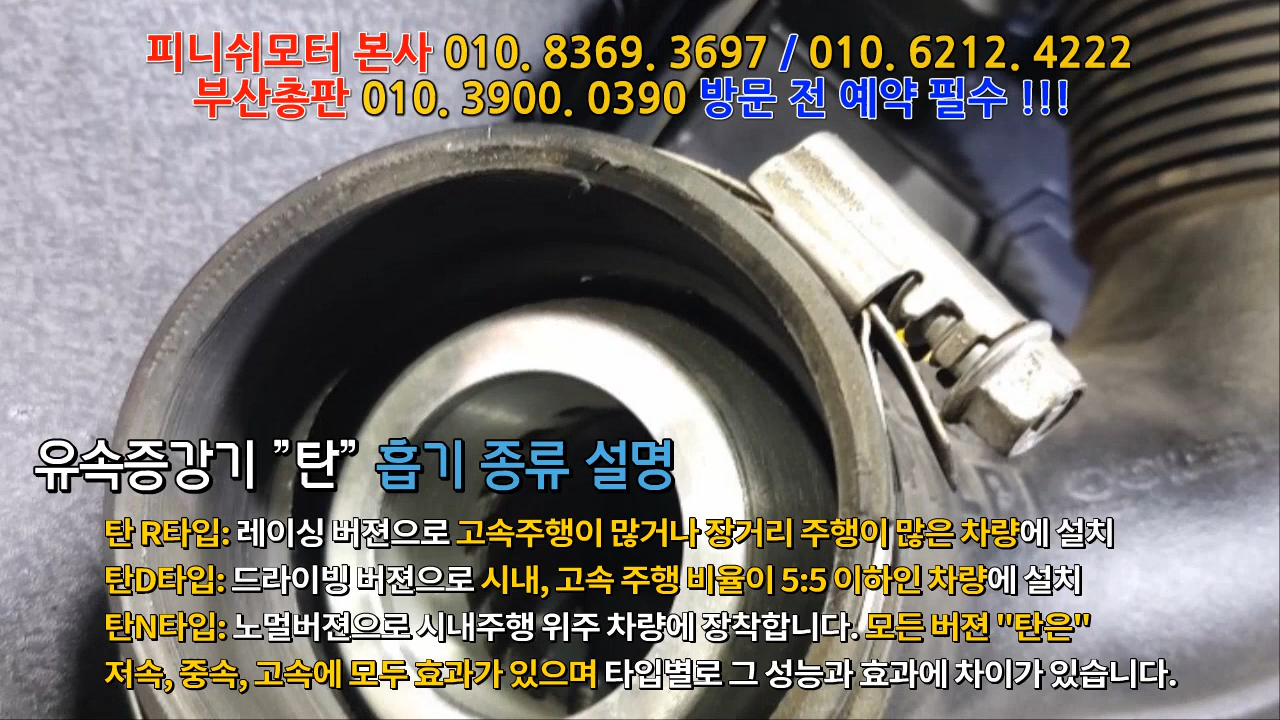 피니쉬모터 본사 010. 8369. 3697 / 010. 6212. 4222
부산총판 010. 3900. 0390 방문 전 예약 필수 !!!
유속증강기 "탄" 흡기 종류 설명
탄 R타입: 레이싱 버젼으로 고속주행이 많거나 장거리 주행이 많은 차량에 설치
탄D타입: 드라이빙 버젼으로 시내, 고속 주행 비율이 5:5 이하인 차량에 설치
탄N타입: 노멀버젼으로 시내주행 위주 차량에 장착합니다. 모든 버젼 "탄은"
저속, 중속, 고속에 모두 효과가 있으며 타입별로 그 성능과 효과에 차이가 있습니다.